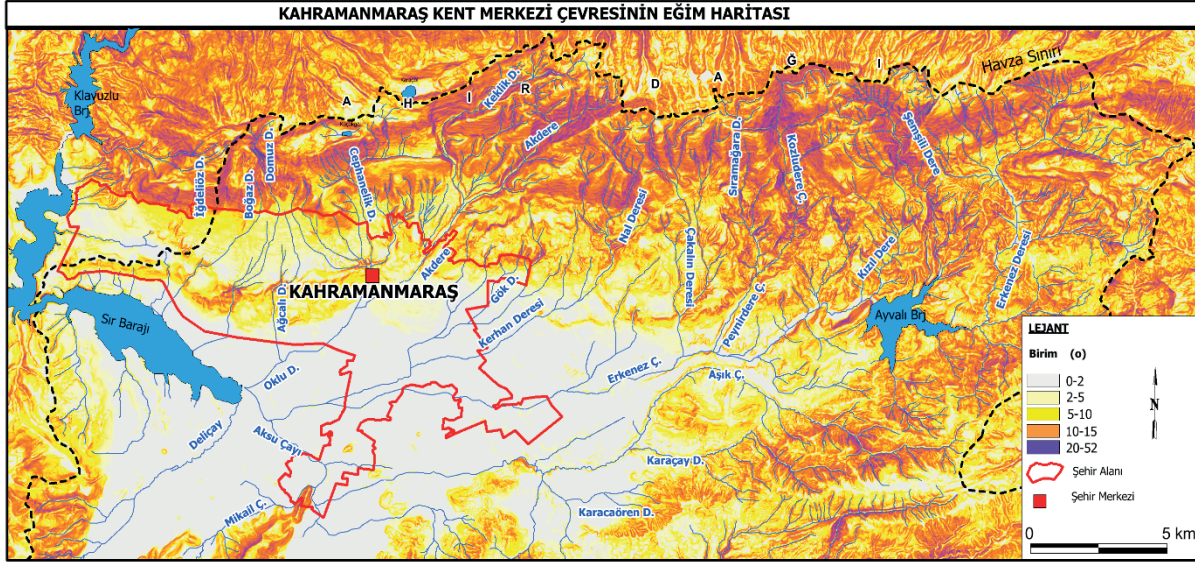 KAHRAMANMARAŞ KENT MERKEZİ ÇEVRESİNİN EĞİM HARİTASI
Klavuzlu
Brj
A H I R D A Ğ I
Havza Sınırı
Keklik D.
Akdere
İğdeliöz D.
Boğaz D.
Domuz D.
Cephanelik D.
Nal Deresi
Sıramağara D.
Kozludere Ç.
Şemşili Dere
Çakalın Deresi
Kızıl Dere
Erkenez Deresi
Akdere
KAHRAMANMARAŞ
Ağcalı D.
Gök D.
Kerhan Deresi
Peynirdere Ç.
Sır Barajı
Ayvalı Brj
Oklu D.
Erkenez Ç.
Aşık Ç.
Deliçay
Aksu Çayı
Karaçay D.
Mikail Ç.
Karacaören D.
LEJANT
Birim (o)
0-2
2-5
5-10
10-15
20-52
Şehir Alanı
Şehir Merkezi
N
0 5 km